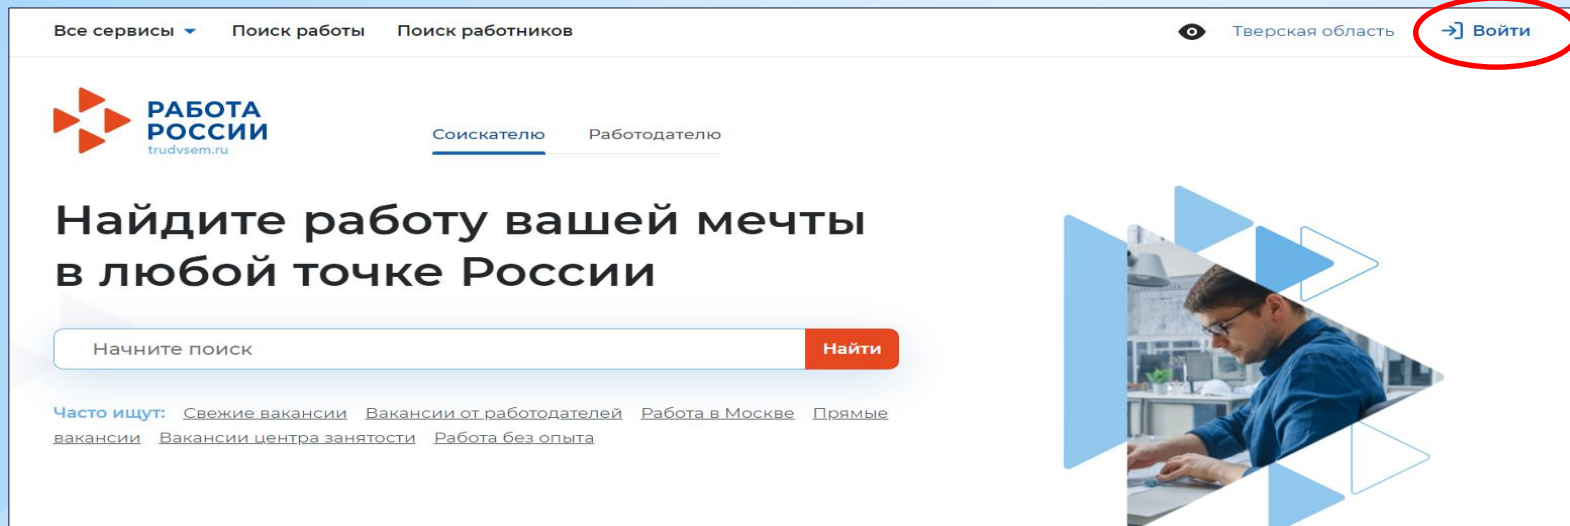 Все сервисы Поиск работы Поиск работников Тверская область Войти
РАБОТА
РОССИИ
trudvsem.ru
Соискателю Работодателю
Найдите работу вашей мечты
в любой точке России
Начните поиск Найти
Часто ищут: Свежие вакансии Вакансии от работодателей Работа в Москве Прямые
вакансии Вакансии центра занятости Работа без опыта